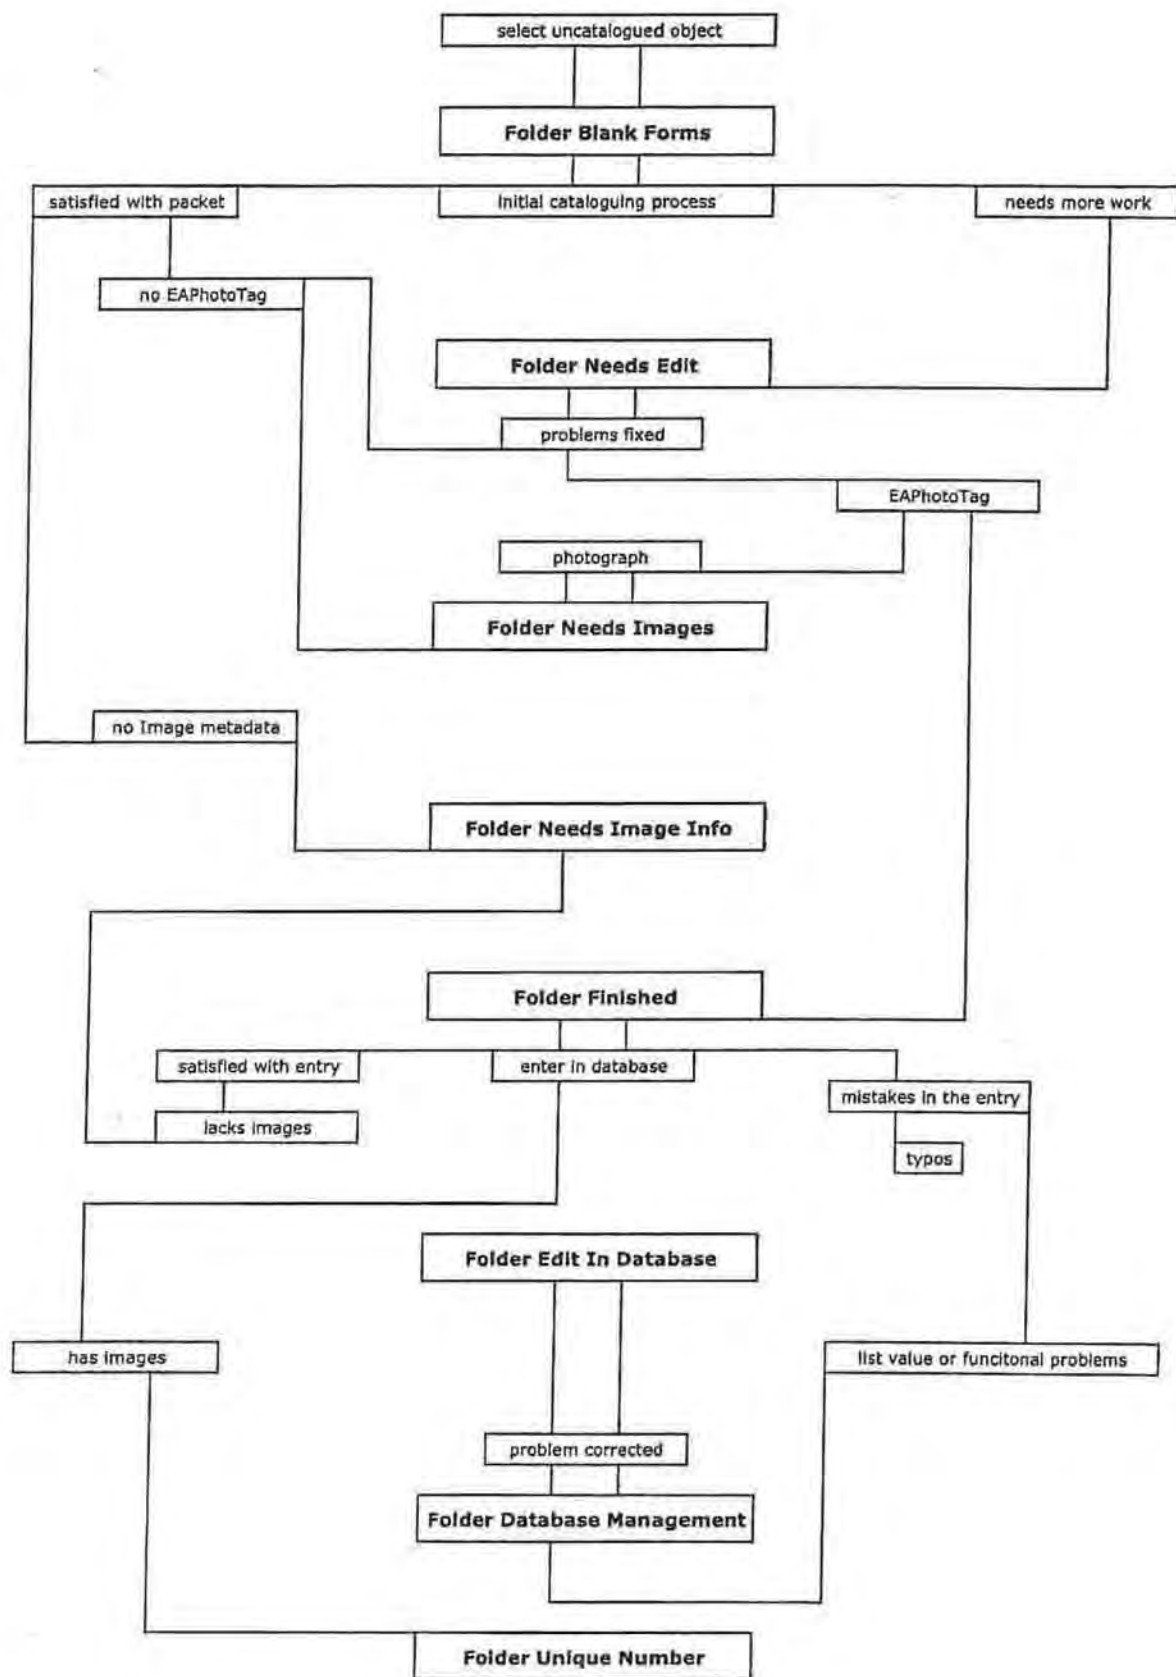 select uncatalogued object
Folder Blank Forms
satisfied with packet
initial cataloguing process
needs more work
no EAPhotoTag
Folder Needs Edit
problems fixed
EAPhotoTag
photograph
Folder Needs Images
no Image metadata
Folder Needs Image Info
Folder Finished
satisfied with entry
enter in database
mistakes in the entry
lacks images
typos
Folder Edit In Database
has images
list value or funcitonal problems
problem corrected
Folder Database Management
Folder Unique Number